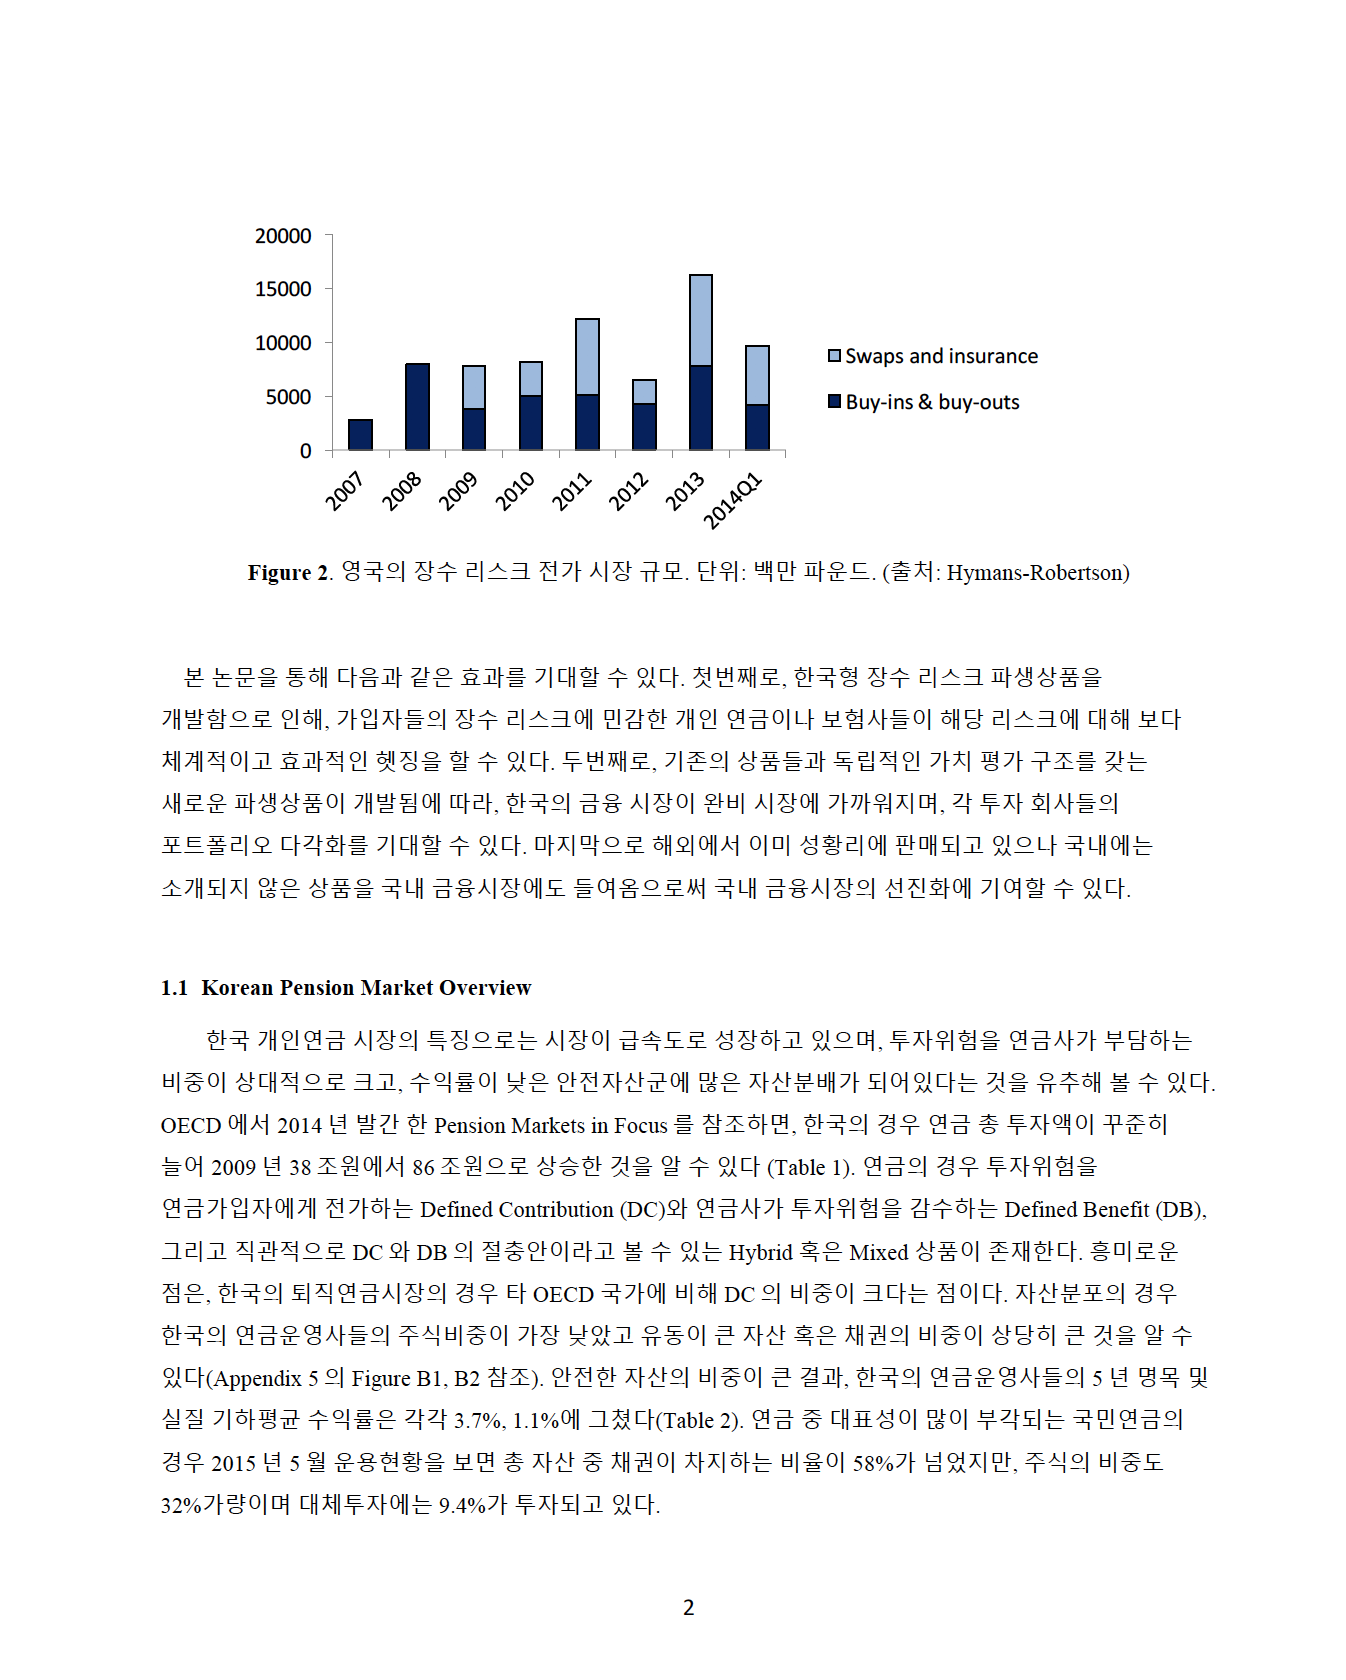 20000
15000
10000
5000
0
2007
2008
2009
2010
2011
2012
2013
2014Q1
Swaps and insurance
Buy-ins & buy-outs
Figure 2. 영국의 장수 리스크 전가 시장 규모. 단위: 백만 파운드. (출처: Hymans-Robertson)
본 논문을 통해 다음과 같은 효과를 기대할 수 있다. 첫번째로, 한국형 장수 리스크 파생상품을
개발함으로 인해, 가입자들의 장수 리스크에 민감한 개인 연금이나 보험사들이 해당 리스크에 대해 보다
체계적이고 효과적인 헷징을 할 수 있다. 두번째로, 기존의 상품들과 독립적인 가치 평가 구조를 갖는
새로운 파생상품이 개발됨에 따라, 한국의 금융 시장이 완비 시장에 가까워지며, 각 투자 회사들의
포트폴리오 다각화를 기대할 수 있다. 마지막으로 해외에서 이미 성황리에 판매되고 있으나 국내에는
소개되지 않은 상품을 국내 금융시장에도 들여옴으로써 국내 금융시장의 선진화에 기여할 수 있다.
1.1 Korean Pension Market Overview
한국 개인연금 시장의 특징으로는 시장이 급속도로 성장하고 있으며, 투자위험을 연금사가 부담하는
비중이 상대적으로 크고, 수익률이 낮은 안전자산군에 많은 자산분배가 되어있다는 것을 유추해 볼 수 있다.
OECD 에서 2014 년 발간 한 Pension Markets in Focus 를 참조하면, 한국의 경우 연금 총 투자액이 꾸준히
늘어 2009 년 38 조원에서 86 조원으로 상승한 것을 알 수 있다 (Table 1). 연금의 경우 투자위험을
연금가입자에게 전가하는 Defined Contribution (DC)와 연금사가 투자위험을 감수하는 Defined Benefit (DB),
그리고 직관적으로 DC 와 DB 의 절충안이라고 볼 수 있는 Hybrid 혹은 Mixed 상품이 존재한다. 흥미로운
점은, 한국의 퇴직연금시장의 경우 타 OECD 국가에 비해 DC 의 비중이 크다는 점이다. 자산분포의 경우
한국의 연금운영사들의 주식비중이 가장 낮았고 유동이 큰 자산 혹은 채권의 비중이 상당히 큰 것을 알 수
있다(Appendix 5 의 Figure B1, B2 참조). 안전한 자산의 비중이 큰 결과, 한국의 연금운영사들의 5 년 명목 및
실질 기하평균 수익률은 각각 3.7%, 1.1%에 그쳤다(Table 2). 연금 중 대표성이 많이 부각되는 국민연금의
경우 2015 년 5 월 운용현황을 보면 총 자산 중 채권이 차지하는 비율이 58%가 넘었지만, 주식의 비중도
32%가량이며 대체투자에는 9.4%가 투자되고 있다.
2